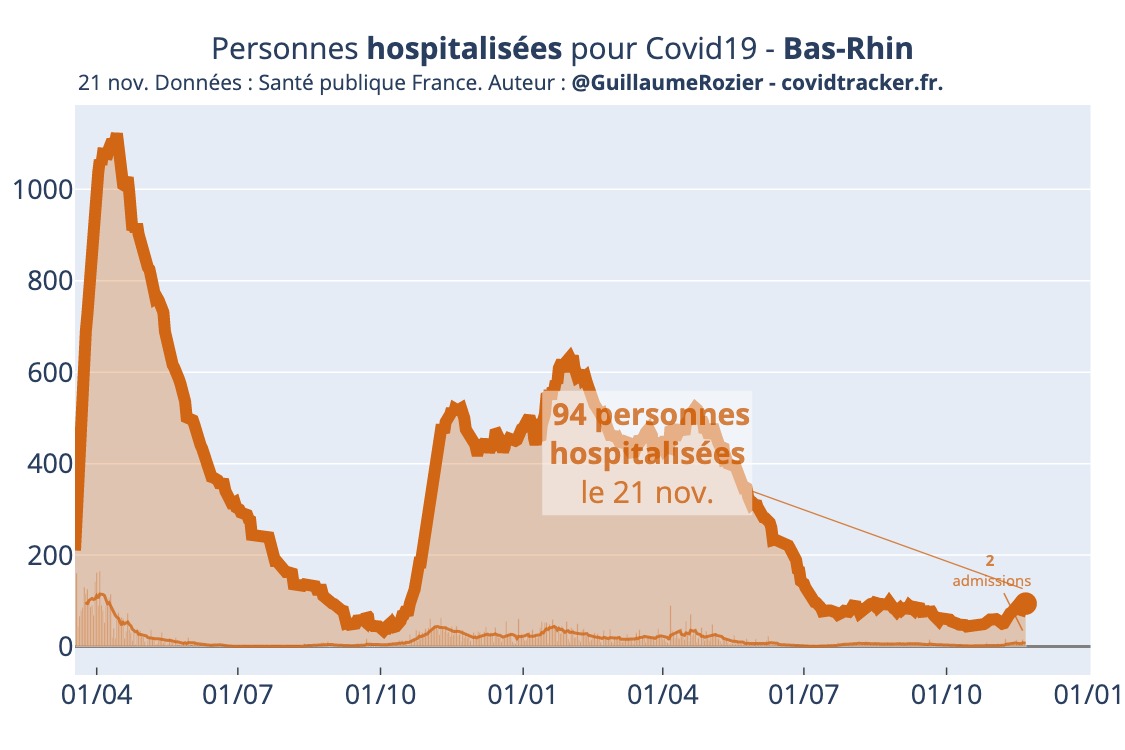 Personnes hospitalisées pour Covid19 - Bas-Rhin
21 nov. Données : Santé publique France. Auteur : @GuillaumeRozier - covidtracker.fr.
1000
800
600
400
200
0
94 personnes
hospitalisées
le 21 nov.
2
admissions
01/04
01/07
01/10
01/01
01/04
01/07
01/10
01/01